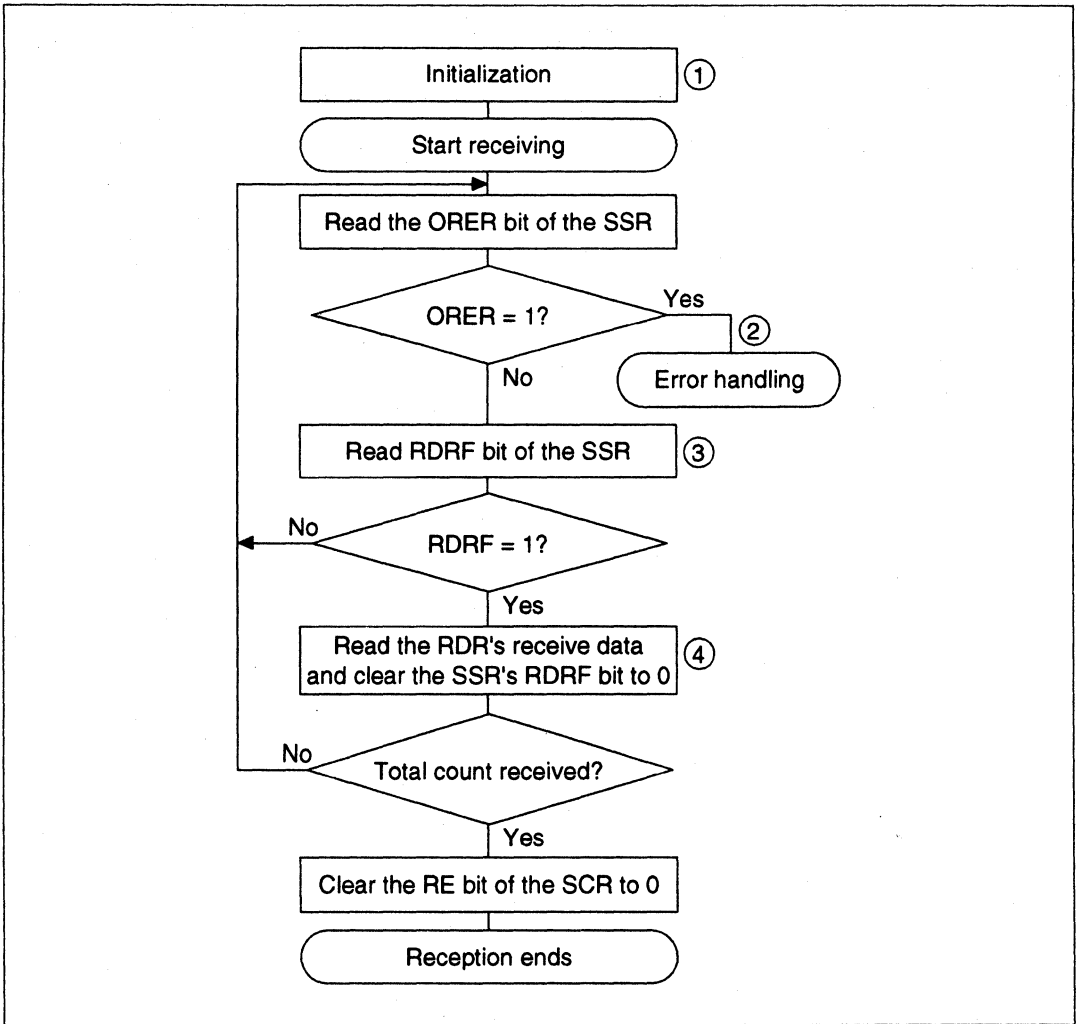 Initialization ①
Start receiving
Read the ORER bit of the SSR
ORER = 1?
Yes
②
Error handling
No
Read RDRF bit of the SSR ③
No
RDRF = 1?
Yes
Read the RDR's receive data
and clear the SSR's RDRF bit to 0
④
No
Total count received?
Yes
Clear the RE bit of the SCR to 0
Reception ends